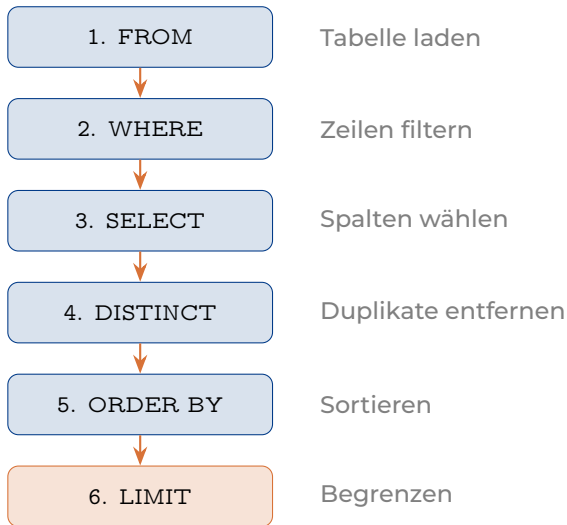 1. FROM
Tabelle laden
2. WHERE
Zeilen filtern
3. SELECT
Spalten wählen
4. DISTINCT
Duplikate entfernen
5. ORDER BY
Sortieren
6. LIMIT
Begrenzen